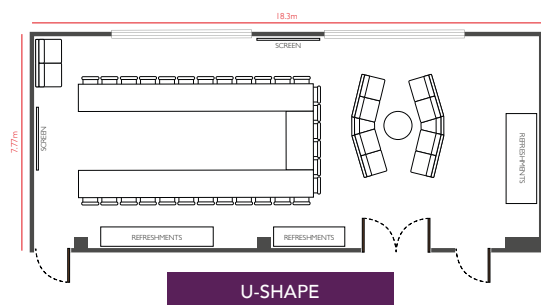 18.3m
SCREEN
7.77m
SCREEN
REFRESHMENTS
REFRESHMENTS
REFRESHMENTS
U-SHAPE